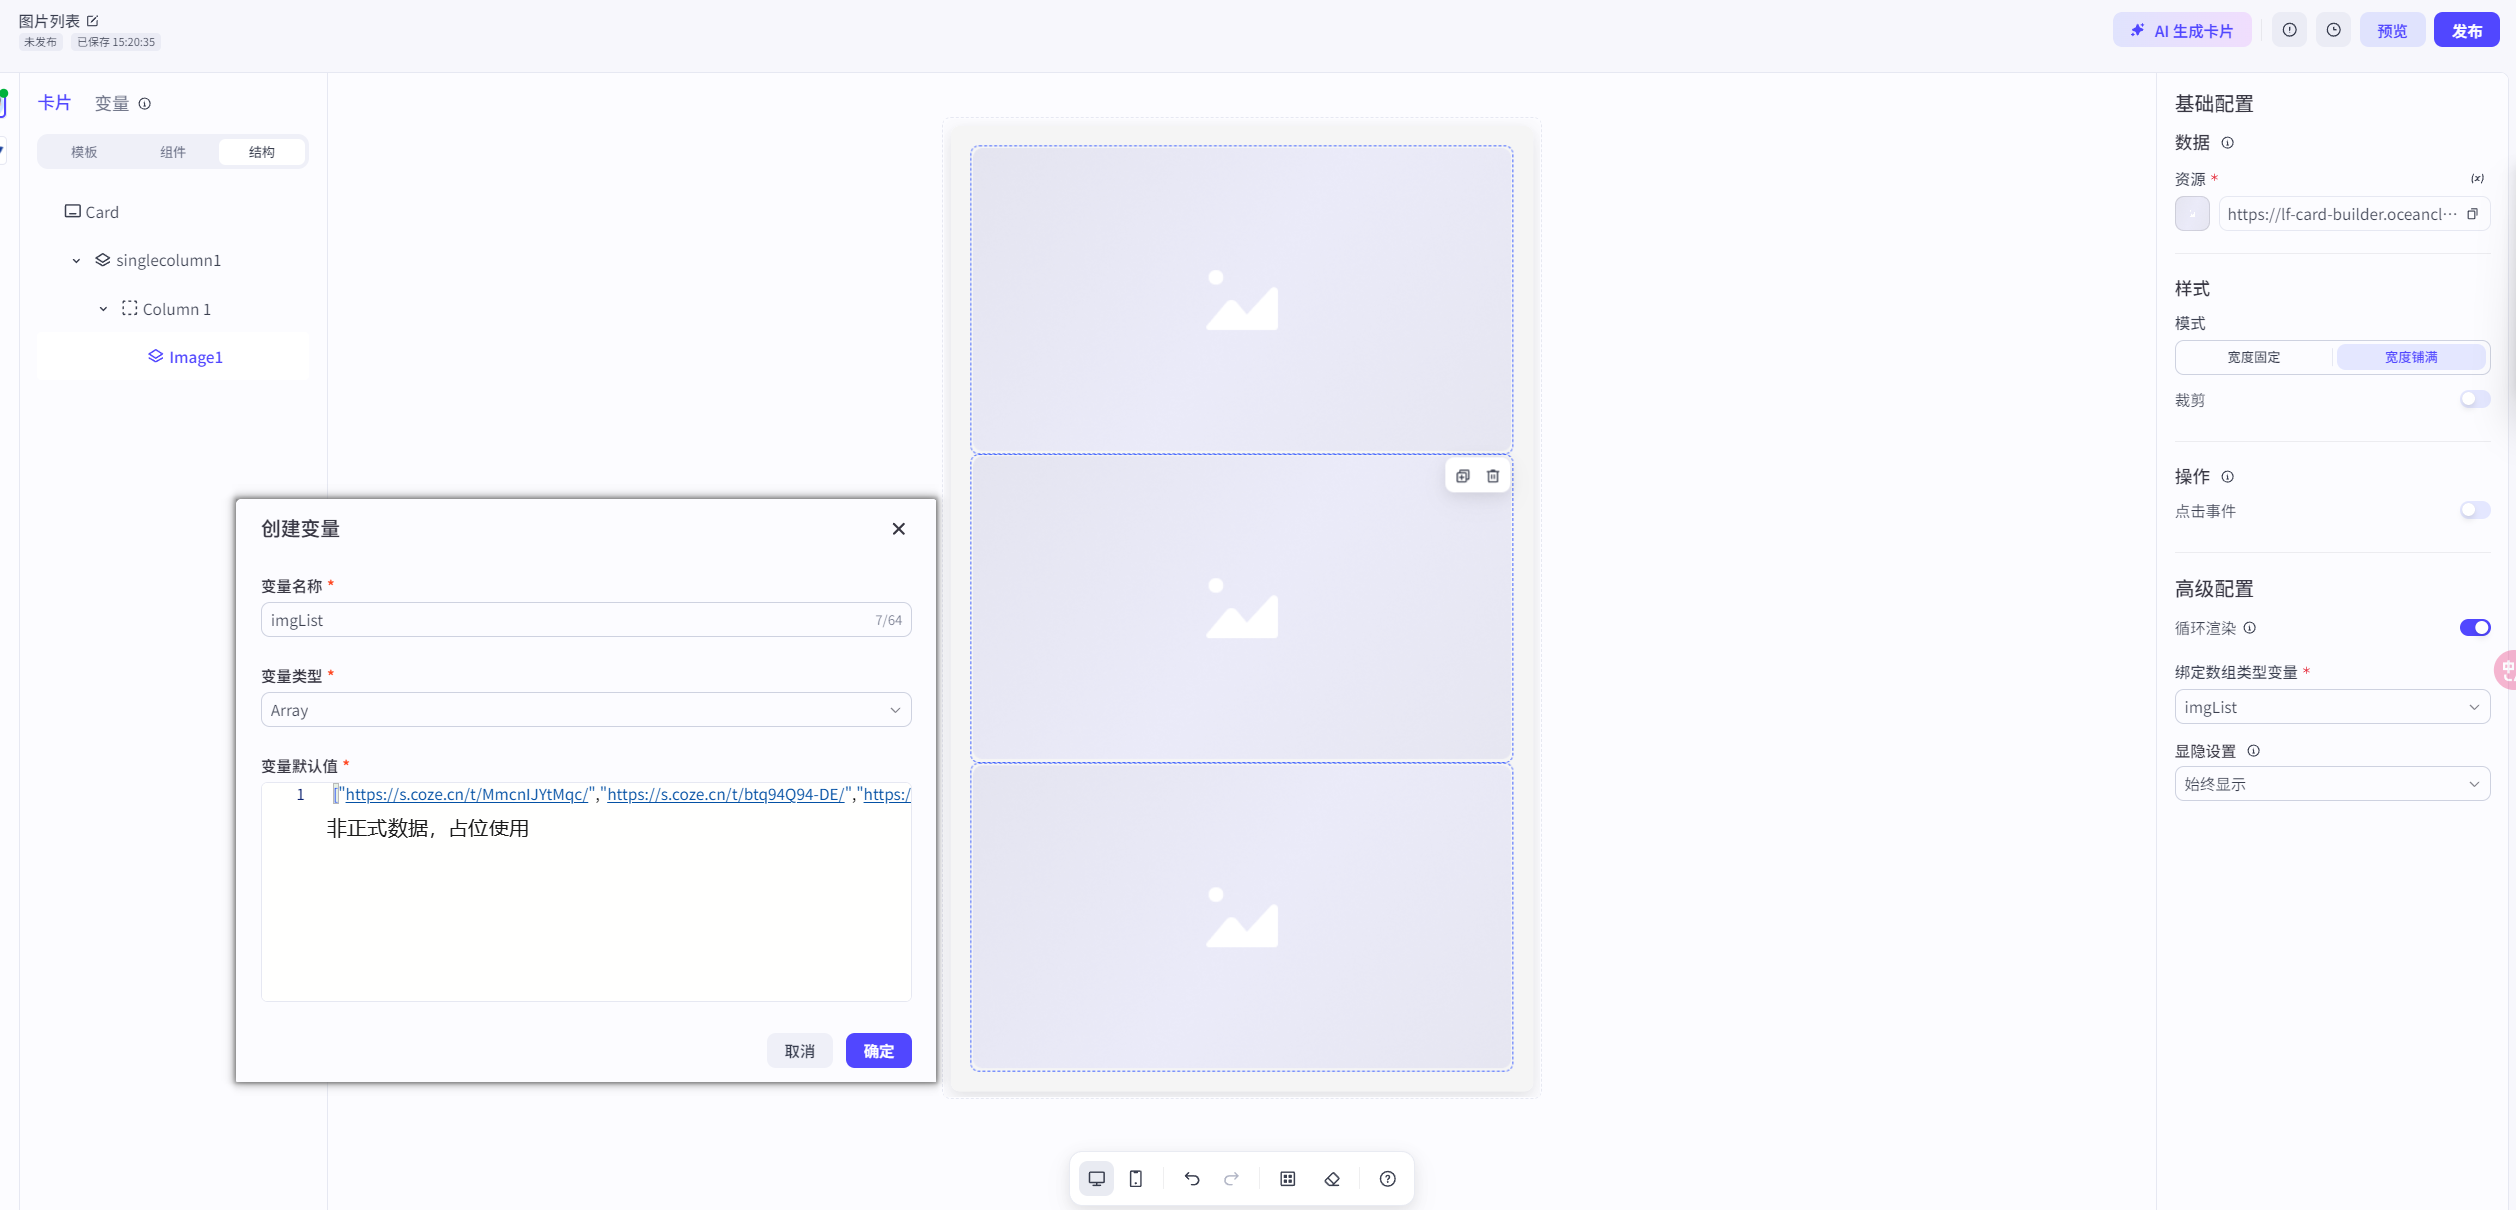 图片列表
未发布 已保存 15:20:35
AI 生成卡片
预览
发布
卡片 变量
模板 组件 结构
Card
singlecolumn1
Column 1
Image1
创建变量
变量名称 *
imgList 7/64
变量类型 *
Array
变量默认值 *
1 ["https://s.coze.cn/t/MmcnIJYtMqc/","https://s.coze.cn/t/btq94Q94-DE/","https:/
非正式数据，占位使用
取消 确定
基础配置
数据
资源 * (x)
https://lf-card-builder.oceancl···
样式
模式
宽度固定 宽度铺满
裁剪
操作
点击事件
高级配置
循环渲染
绑定数组类型变量 *
imgList
显隐设置
始终显示
中